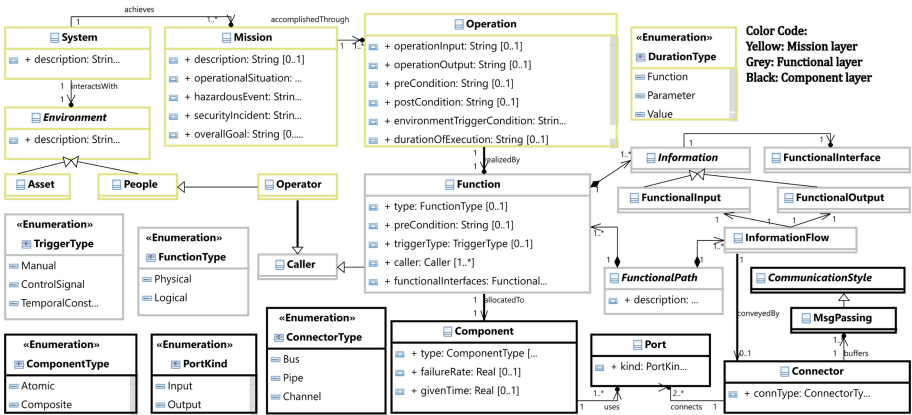 achieves
1
1..*
System
+ description: Strin...
Mission
+ description: String [0..1]
+ operationalSituation: ...
+ hazardousEvent: Strin...
+ securityIncident: Strin...
+ overallGoal: String [0.....
accomplishedThrough
1
1..*
Operation
+ operationInput: String [0..1]
+ operationOutput: String [0..1]
+ preCondition: String [0..1]
+ postCondition: String [0..1]
+ environmentTriggerCondition: Strin...
+ durationOfExecution: String [0..1]
«Enumeration»
DurationType
Function
Parameter
Value
Color Code:
Yellow: Mission layer
Grey: Functional layer
Black: Component layer
1
interactsWith
1
Environment
+ description: Strin...
Asset
People
Operator
1
realizedBy
1
Function
+ type: FunctionType [0..1]
+ preCondition: String [0..1]
+ triggerType: TriggerType [0..1]
+ caller: Caller [1..*]
+ functionalInterfaces: Functional...
1
1..*
Information
1
1
FunctionalInterface
FunctionalInput
FunctionalOutput
1
1
1
1
InformationFlow
1..*
1
FunctionalPath
+ description: ...
1
1..*
«Enumeration»
TriggerType
Manual
ControlSignal
TemporalConst...
«Enumeration»
FunctionType
Physical
Logical
Caller
CommunicationStyle
MsgPassing
1
conveyedBy
0..1
1..*
buffers
1
1
allocatedTo
1
«Enumeration»
ComponentType
Atomic
Composite
«Enumeration»
PortKind
Input
Output
«Enumeration»
ConnectorType
Bus
Pipe
Channel
Component
+ type: ComponentType [...
+ failureRate: Real [0..1]
+ givenTime: Real [0..1]
1
uses
1..*
Port
+ kind: PortKin...
2..*
connects
1
Connector
+ connType: ConnectorTy...